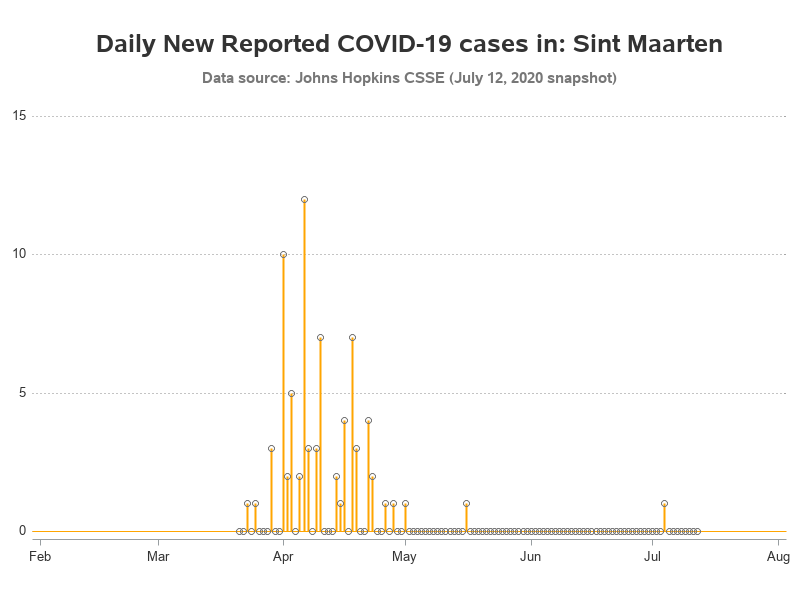 Daily New Reported COVID-19 cases in: Sint Maarten
Data source: Johns Hopkins CSSE (July 12, 2020 snapshot)
15
10
5
0
Feb Mar Apr May Jun Jul Aug